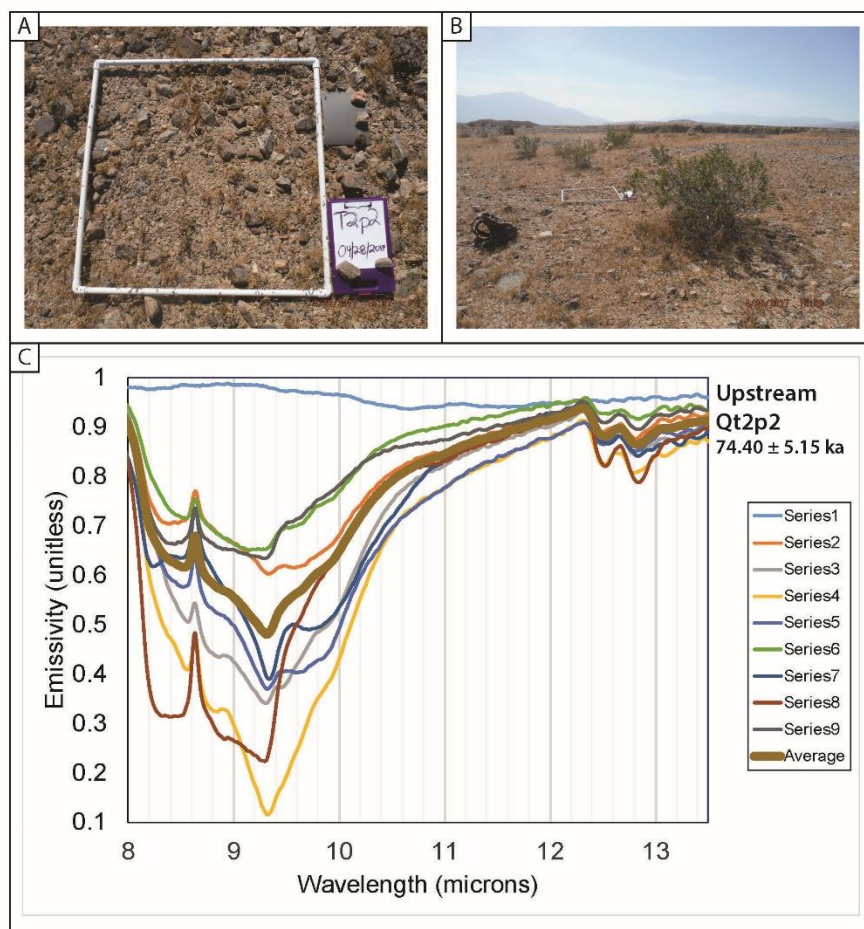 A
T2p2
04/28/2017
B
C
1
0.9
0.8
0.7
0.6
0.5
0.4
0.3
0.2
0.1
Emissivity (unitless)
8
9
10
11
12
13
Wavelength (microns)
Upstream
Qt2p2
74.40 ± 5.15 ka
Series1
Series2
Series3
Series4
Series5
Series6
Series7
Series8
Series9
Average